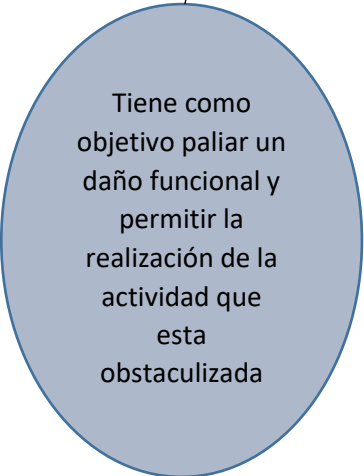 Tiene como
objetivo paliar un
daño funcional y
permitir la
realización de la
actividad que
esta
obstaculizada